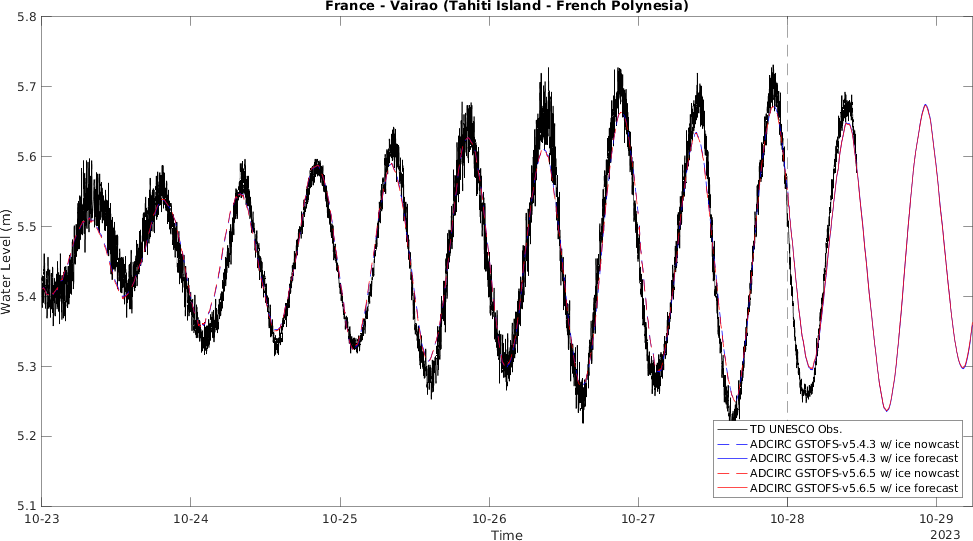 France - Vairao (Tahiti Island - French Polynesia)
5.8
5.7
5.6
5.5
5.4
5.3
5.2
5.1
Water Level (m)
TD UNESCO Obs.
ADCIRC GSTOFS-v5.4.3 w/ ice nowcast
ADCIRC GSTOFS-v5.4.3 w/ ice forecast
ADCIRC GSTOFS-v5.6.5 w/ ice nowcast
ADCIRC GSTOFS-v5.6.5 w/ ice forecast
10-23 10-24 10-25 10-26 10-27 10-28 10-29
Time 2023